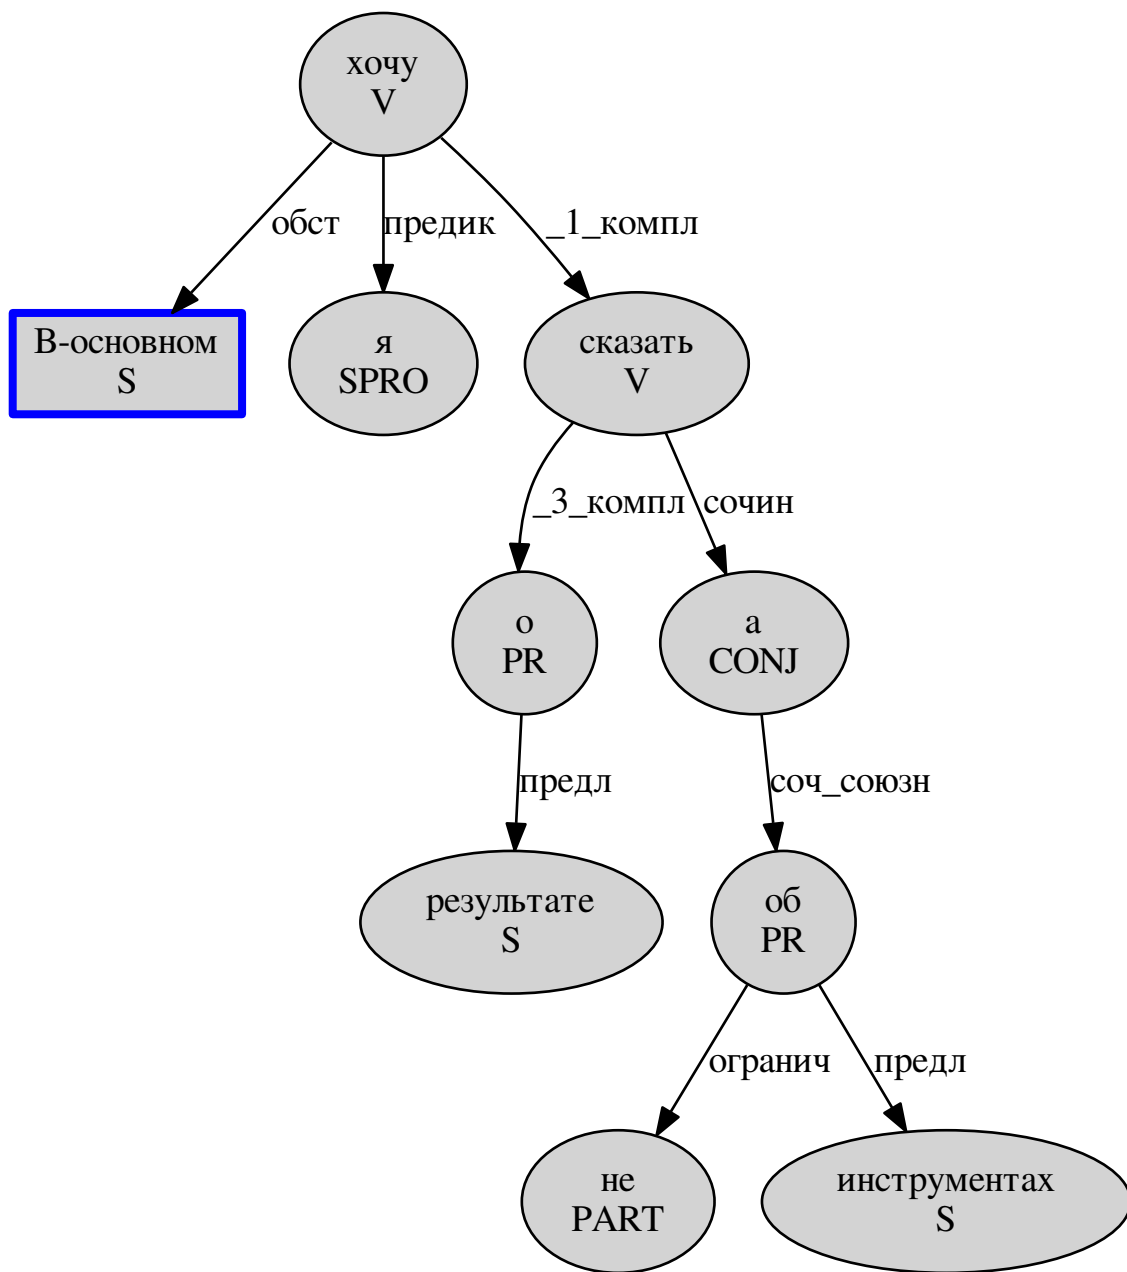 хочу
V
обст
предик
_1_компл
В-основном
S
я
SPRO
сказать
V
_3_компл
сочин
о
PR
а
CONJ
предл
соч_союзн
результате
S
об
PR
огранич
предл
не
PART
инструментах
S